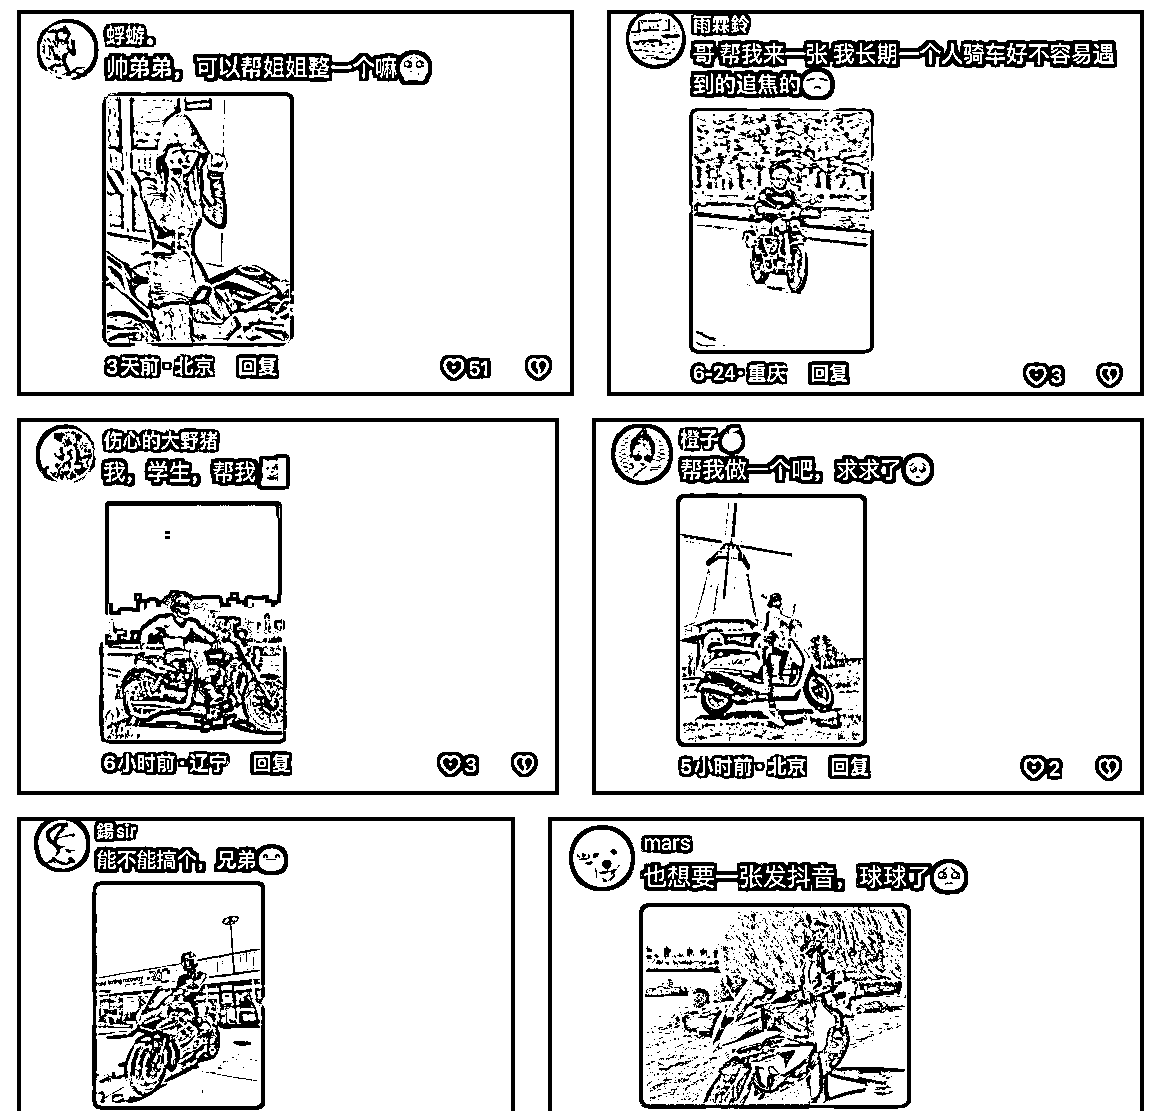 蜉蝣。
帅弟弟，可以帮姐姐整一个嘛
3天前·北京 回复
51
雨霖鈴
哥 帮我来一张,我长期一个人骑车好不容易遇
到的追焦的
6-24·重庆 回复
3
伤心的大野猪
我，学生，帮我
6小时前·辽宁 回复
3
橙子
帮我做一个吧，求求了
5小时前·北京 回复
2
鍚sir
能不能搞个，兄弟
mars
也想要一张发抖音，球球了